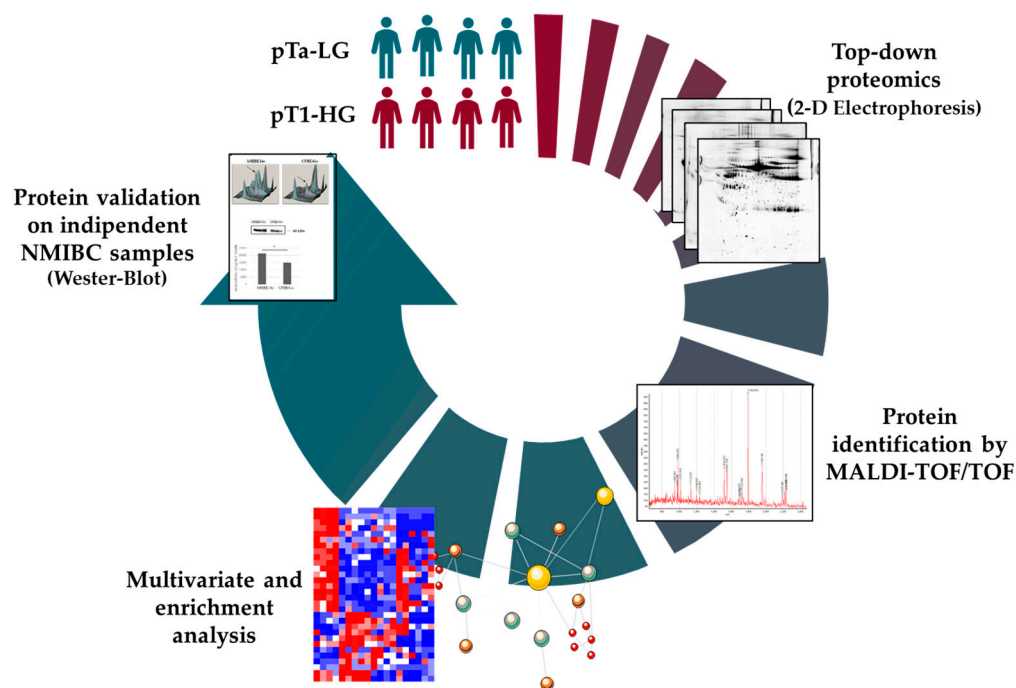 pTa-LG
pT1-HG
Top-down
proteomics
(2-D Electrophoresis)
Protein validation
on indipendent
NMIBC samples
(Wester-Blot)
Protein
identification by
MALDI-TOF/TOF
Multivariate and
enrichment
analysis